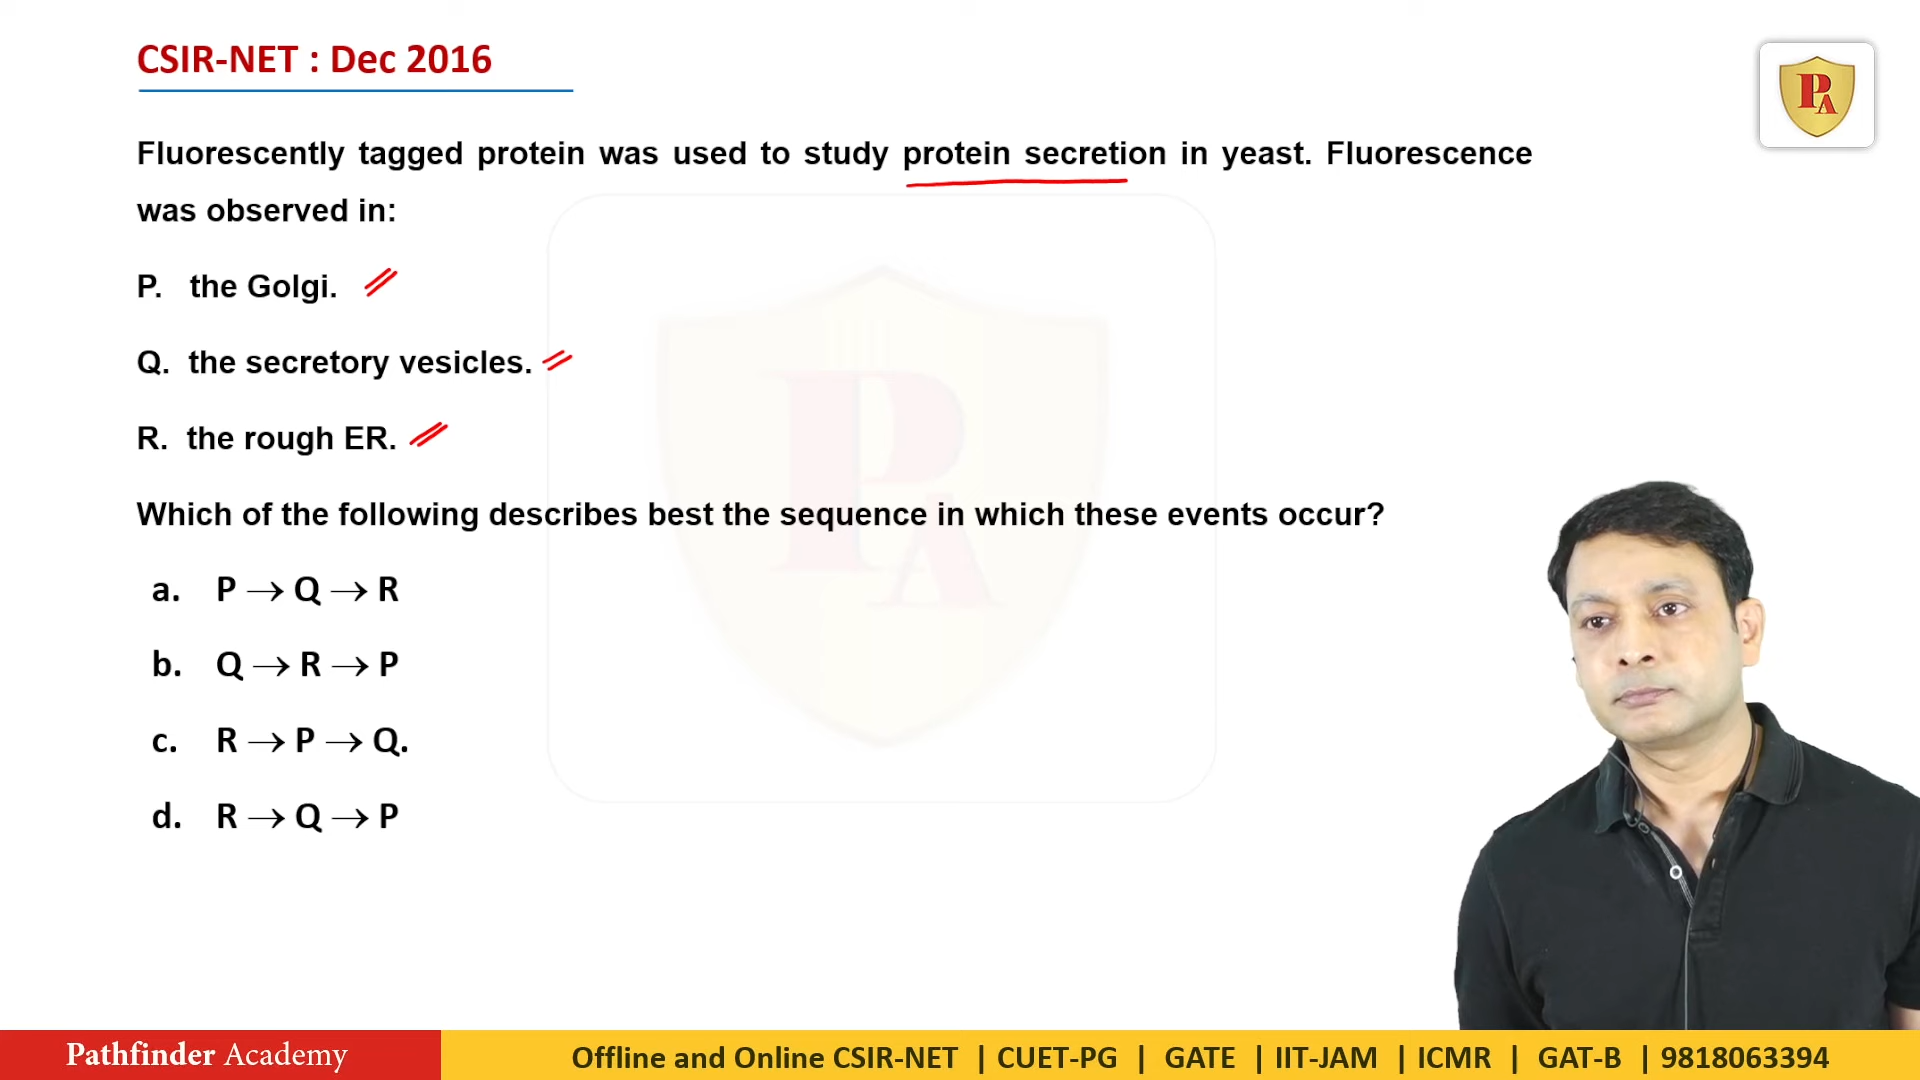 CSIR-NET : Dec 2016
PA
Fluorescently tagged protein was used to study protein secretion in yeast. Fluorescence
was observed in:
P. the Golgi.
Q. the secretory vesicles.
R. the rough ER.
Which of the following describes best the sequence in which these events occur?
a. P → Q → R
b. Q → R → P
c. R → P → Q.
d. R → Q → P
PA
Pathfinder Academy
Offline and Online CSIR-NET | CUET-PG | GATE | IIT-JAM | ICMR | GAT-B | 9818063394